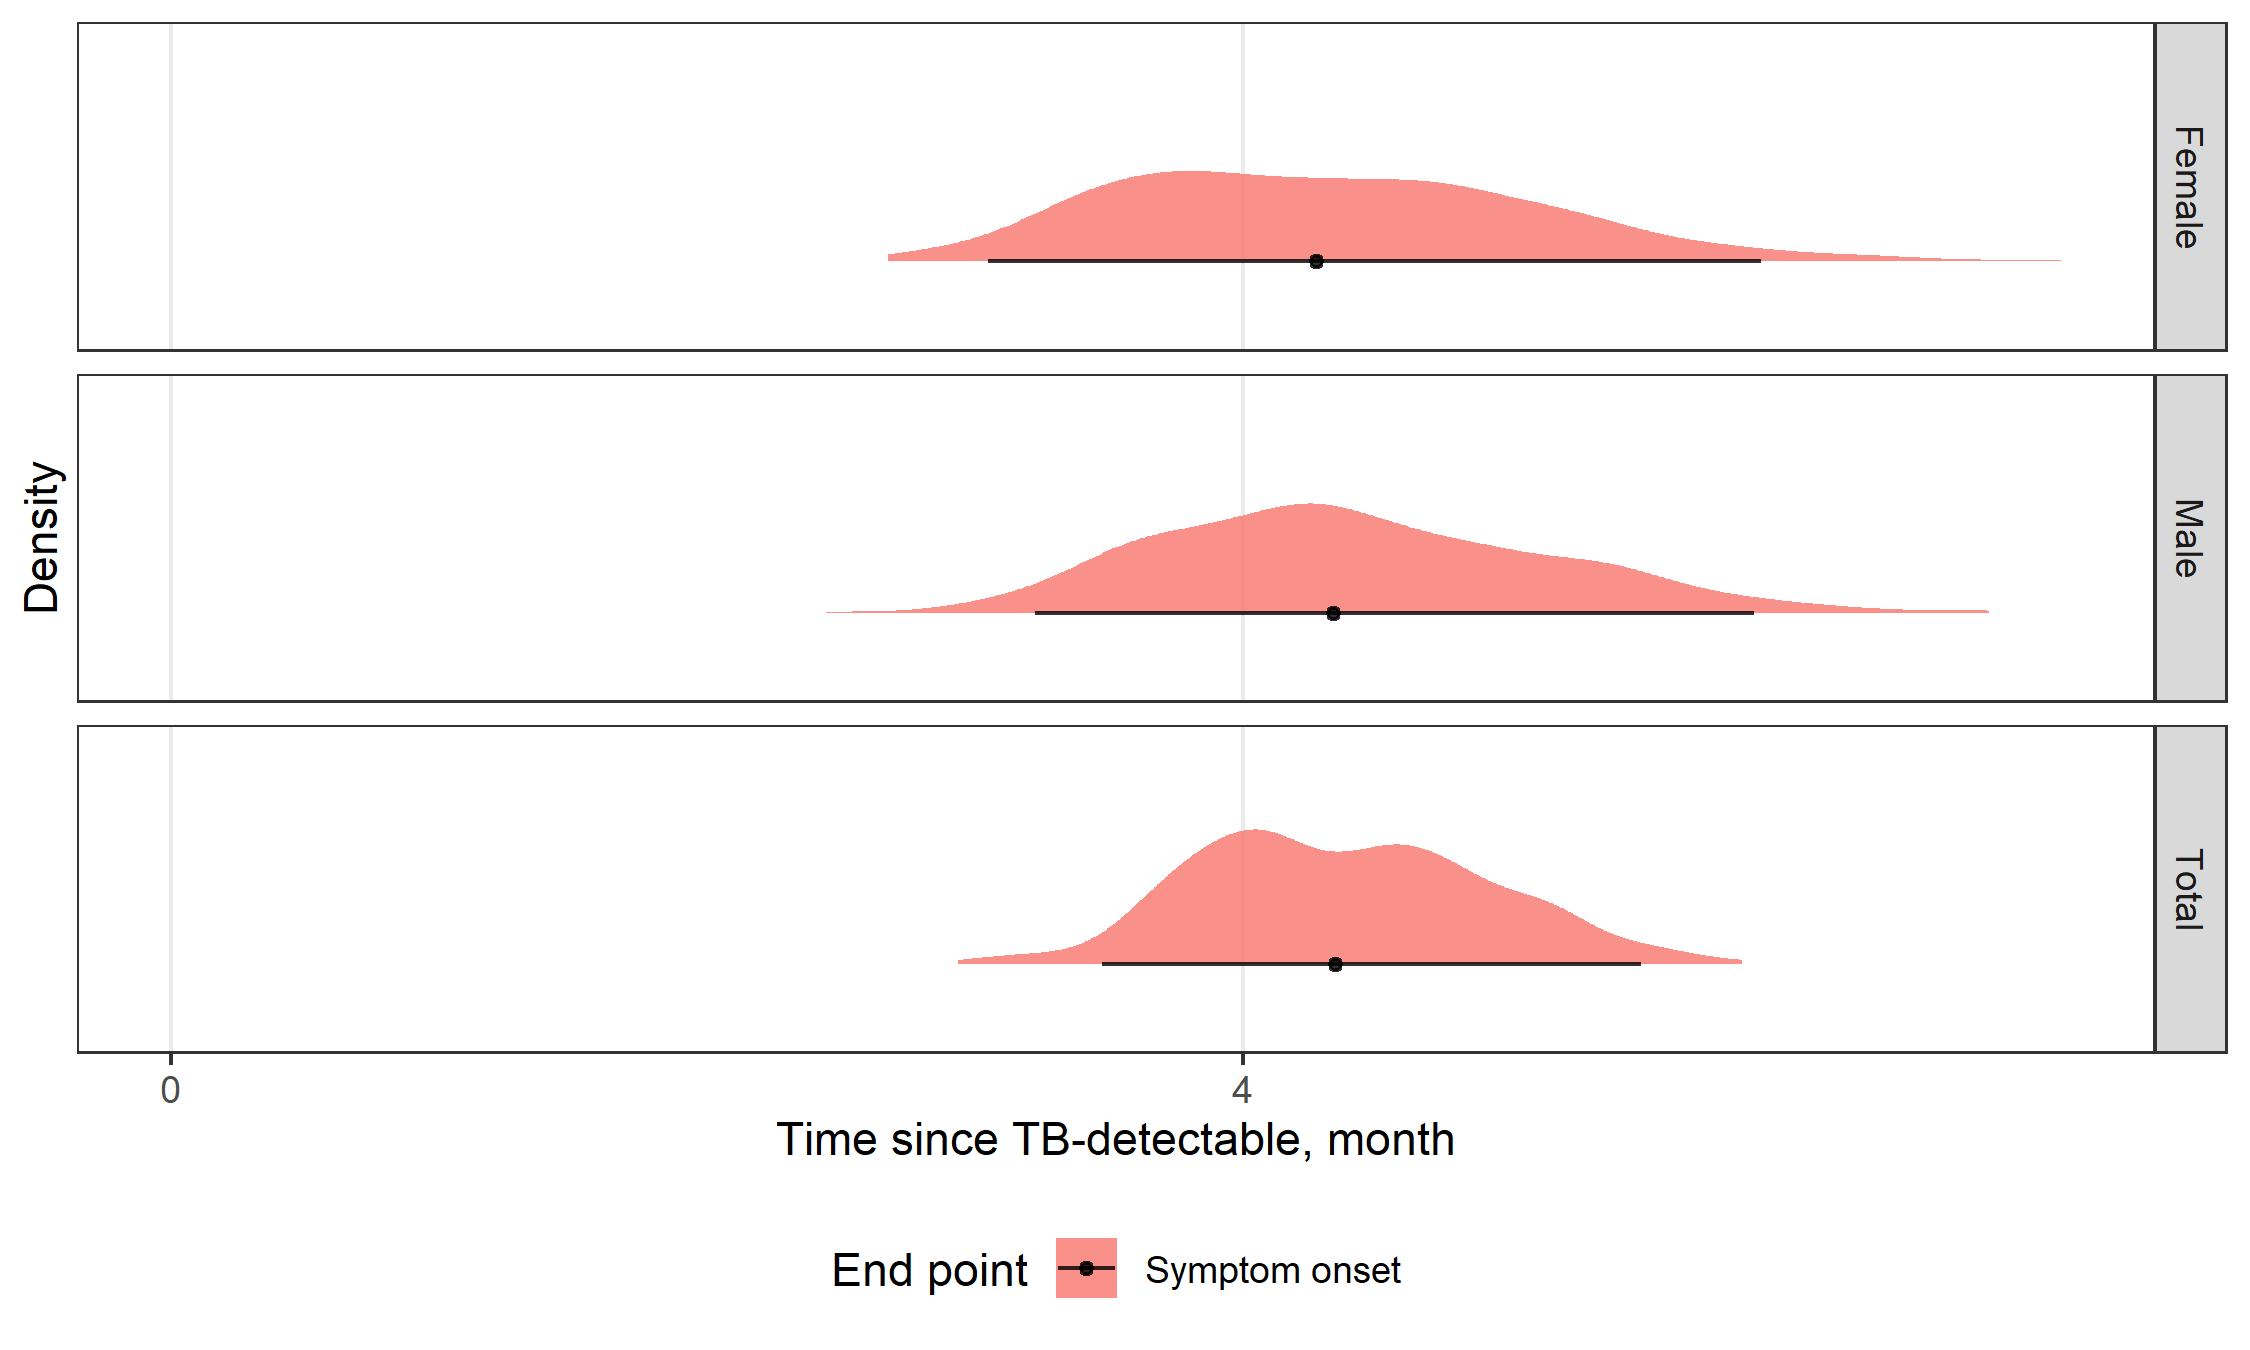 Female
Male
Total
Density
0 4
Time since TB-detectable, month
End point Symptom onset